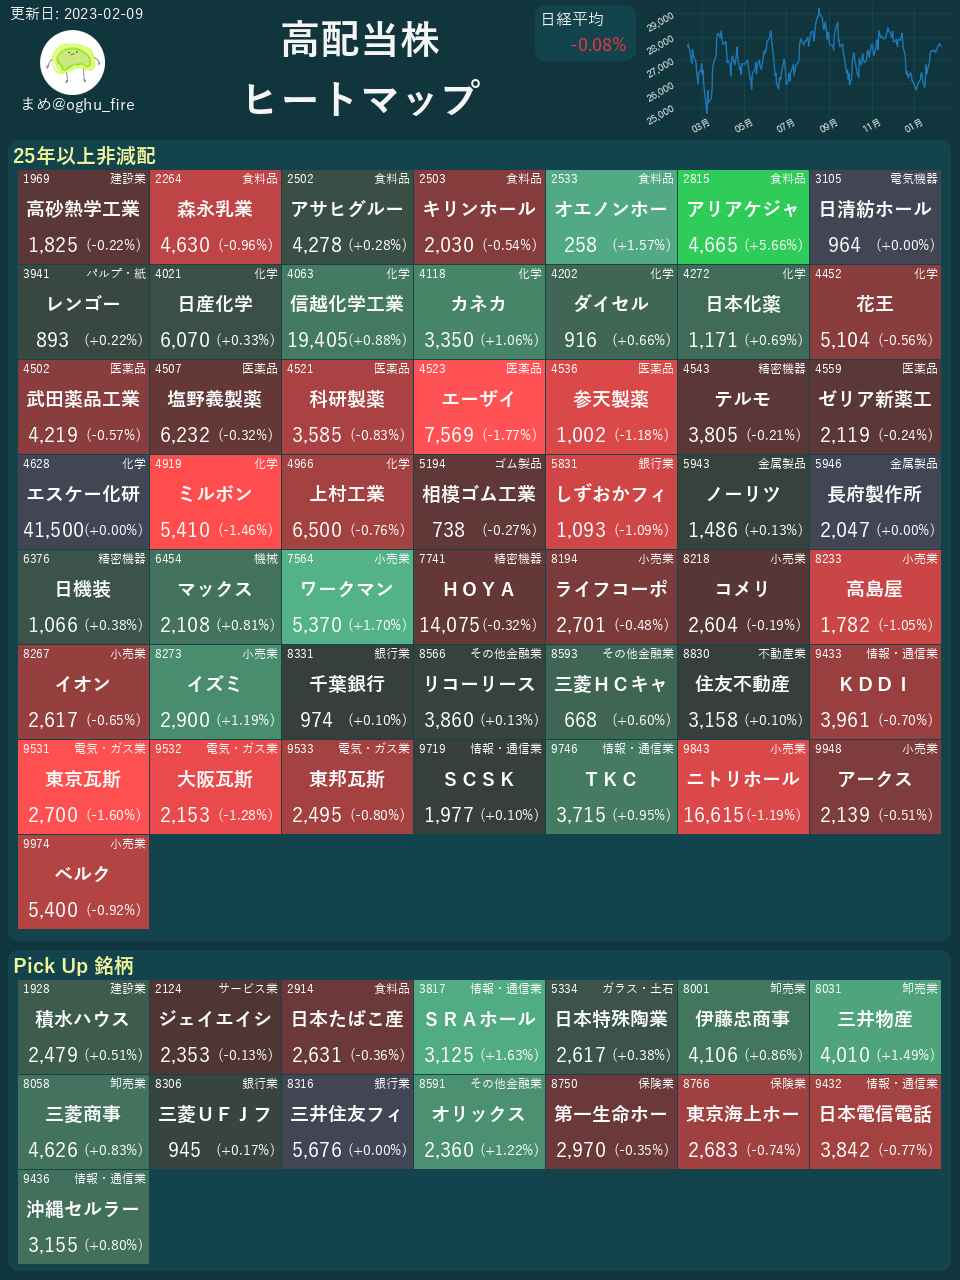 更新日: 2023-02-09
まめ@oghu_fire
高配当株
ヒートマップ
日経平均
-0.08%
29,000
28,000
27,000
26,000
25,000
03月 05月 07月 09月 11月 01月
25年以上非減配
1969 建設業
高砂熱学工業
1,825 (-0.22%)
2264 食料品
森永乳業
4,630 (-0.96%)
2502 食料品
アサヒグルー
4,278 (+0.28%)
2503 食料品
キリンホール
2,030 (-0.54%)
2533 食料品
オエノンホー
258 (+1.57%)
2815 食料品
アリアケジャ
4,665 (+5.66%)
3105 電気機器
日清紡ホール
964 (+0.00%)
3941 パルプ・紙
レンゴー
893 (+0.22%)
4021 化学
日産化学
6,070 (+0.33%)
4063 化学
信越化学工業
19,405(+0.88%)
4118 化学
カネカ
3,350 (+1.06%)
4202 化学
ダイセル
916 (+0.66%)
4272 化学
日本化薬
1,171 (+0.69%)
4452 化学
花王
5,104 (-0.56%)
4502 医薬品
武田薬品工業
4,219 (-0.57%)
4507 医薬品
塩野義製薬
6,232 (-0.32%)
4521 医薬品
科研製薬
3,585 (-0.83%)
4523 医薬品
エーザイ
7,569 (-1.77%)
4536 医薬品
参天製薬
1,002 (-1.18%)
4543 精密機器
テルモ
3,805 (-0.21%)
4559 医薬品
ゼリア新薬工
2,119 (-0.24%)
4628 化学
エスケー化研
41,500(+0.00%)
4919 化学
ミルボン
5,410 (-1.46%)
4966 化学
上村工業
6,500 (-0.76%)
5194 ゴム製品
相模ゴム工業
738 (-0.27%)
5831 銀行業
しずおかフィ
1,093 (-1.09%)
5943 金属製品
ノーリツ
1,486 (+0.13%)
5946 金属製品
長府製作所
2,047 (+0.00%)
6376 精密機器
日機装
1,066 (+0.38%)
6454 機械
マックス
2,108 (+0.81%)
7564 小売業
ワークマン
5,370 (+1.70%)
7741 精密機器
ＨＯＹＡ
14,075(-0.32%)
8194 小売業
ライフコーポ
2,701 (-0.48%)
8218 小売業
コメリ
2,604 (-0.19%)
8233 小売業
高島屋
1,782 (-1.05%)
8267 小売業
イオン
2,617 (-0.65%)
8273 小売業
イズミ
2,900 (+1.19%)
8331 銀行業
千葉銀行
974 (+0.10%)
8566 その他金融業
リコーリース
3,860 (+0.13%)
8593 その他金融業
三菱ＨＣキャ
668 (+0.60%)
8830 不動産業
住友不動産
3,158 (+0.10%)
9433 情報・通信業
ＫＤＤＩ
3,961 (-0.70%)
9531 電気・ガス業
東京瓦斯
2,700 (-1.60%)
9532 電気・ガス業
大阪瓦斯
2,153 (-1.28%)
9533 電気・ガス業
東邦瓦斯
2,495 (-0.80%)
9719 情報・通信業
ＳＣＳＫ
1,977 (+0.10%)
9746 情報・通信業
ＴＫＣ
3,715 (+0.95%)
9843 小売業
ニトリホール
16,615(-1.19%)
9948 小売業
アークス
2,139 (-0.51%)
9974 小売業
ベルク
5,400 (-0.92%)
Pick Up 銘柄
1928 建設業
積水ハウス
2,479 (+0.51%)
2124 サービス業
ジェイエイシ
2,353 (-0.13%)
2914 食料品
日本たばこ産
2,631 (-0.36%)
3817 情報・通信業
ＳＲＡホール
3,125 (+1.63%)
5334 ガラス・土石
日本特殊陶業
2,617 (+0.38%)
8001 卸売業
伊藤忠商事
4,106 (+0.86%)
8031 卸売業
三井物産
4,010 (+1.49%)
8058 卸売業
三菱商事
4,626 (+0.83%)
8306 銀行業
三菱ＵＦＪフ
945 (+0.17%)
8316 銀行業
三井住友フィ
5,676 (+0.00%)
8591 その他金融業
オリックス
2,360 (+1.22%)
8750 保険業
第一生命ホー
2,970 (-0.35%)
8766 保険業
東京海上ホー
2,683 (-0.74%)
9432 情報・通信業
日本電信電話
3,842 (-0.77%)
9436 情報・通信業
沖縄セルラー
3,155 (+0.80%)